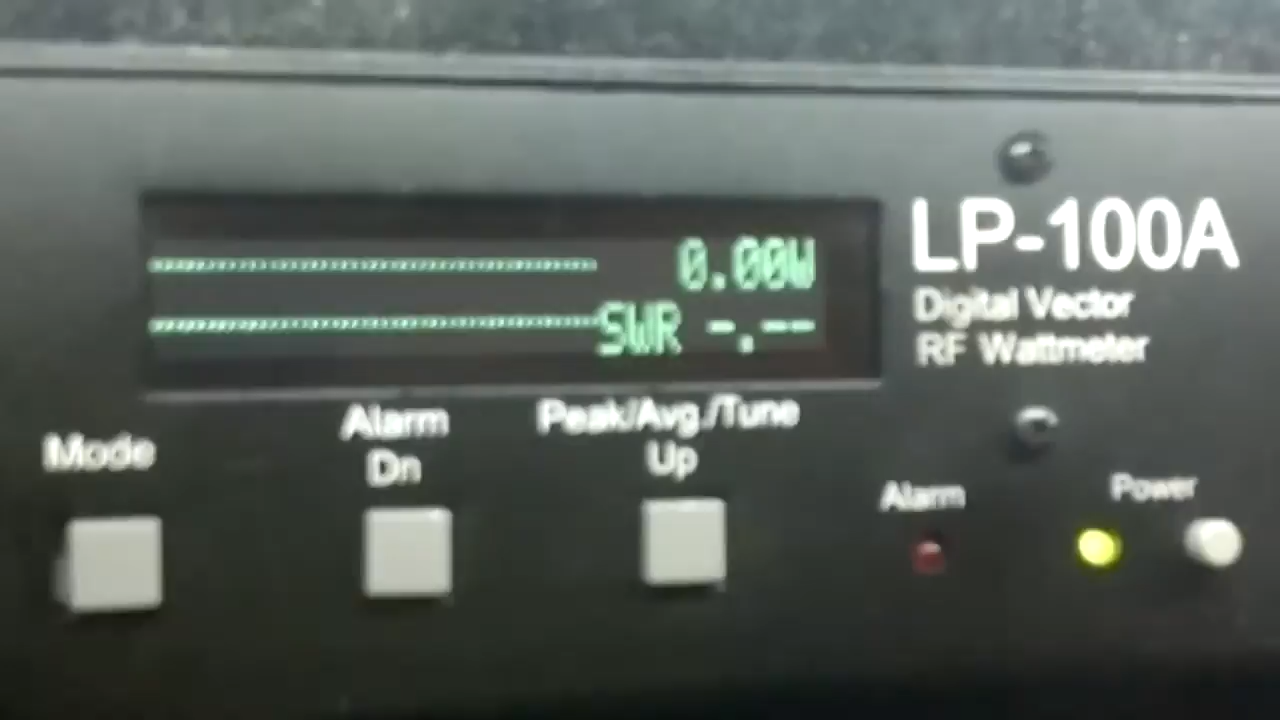 0.00W
SWR -.--
LP-100A
Digital Vector
RF Wattmeter
Mode
Alarm
Dn
Peak/Avg./Tune
Up
Alarm
Power